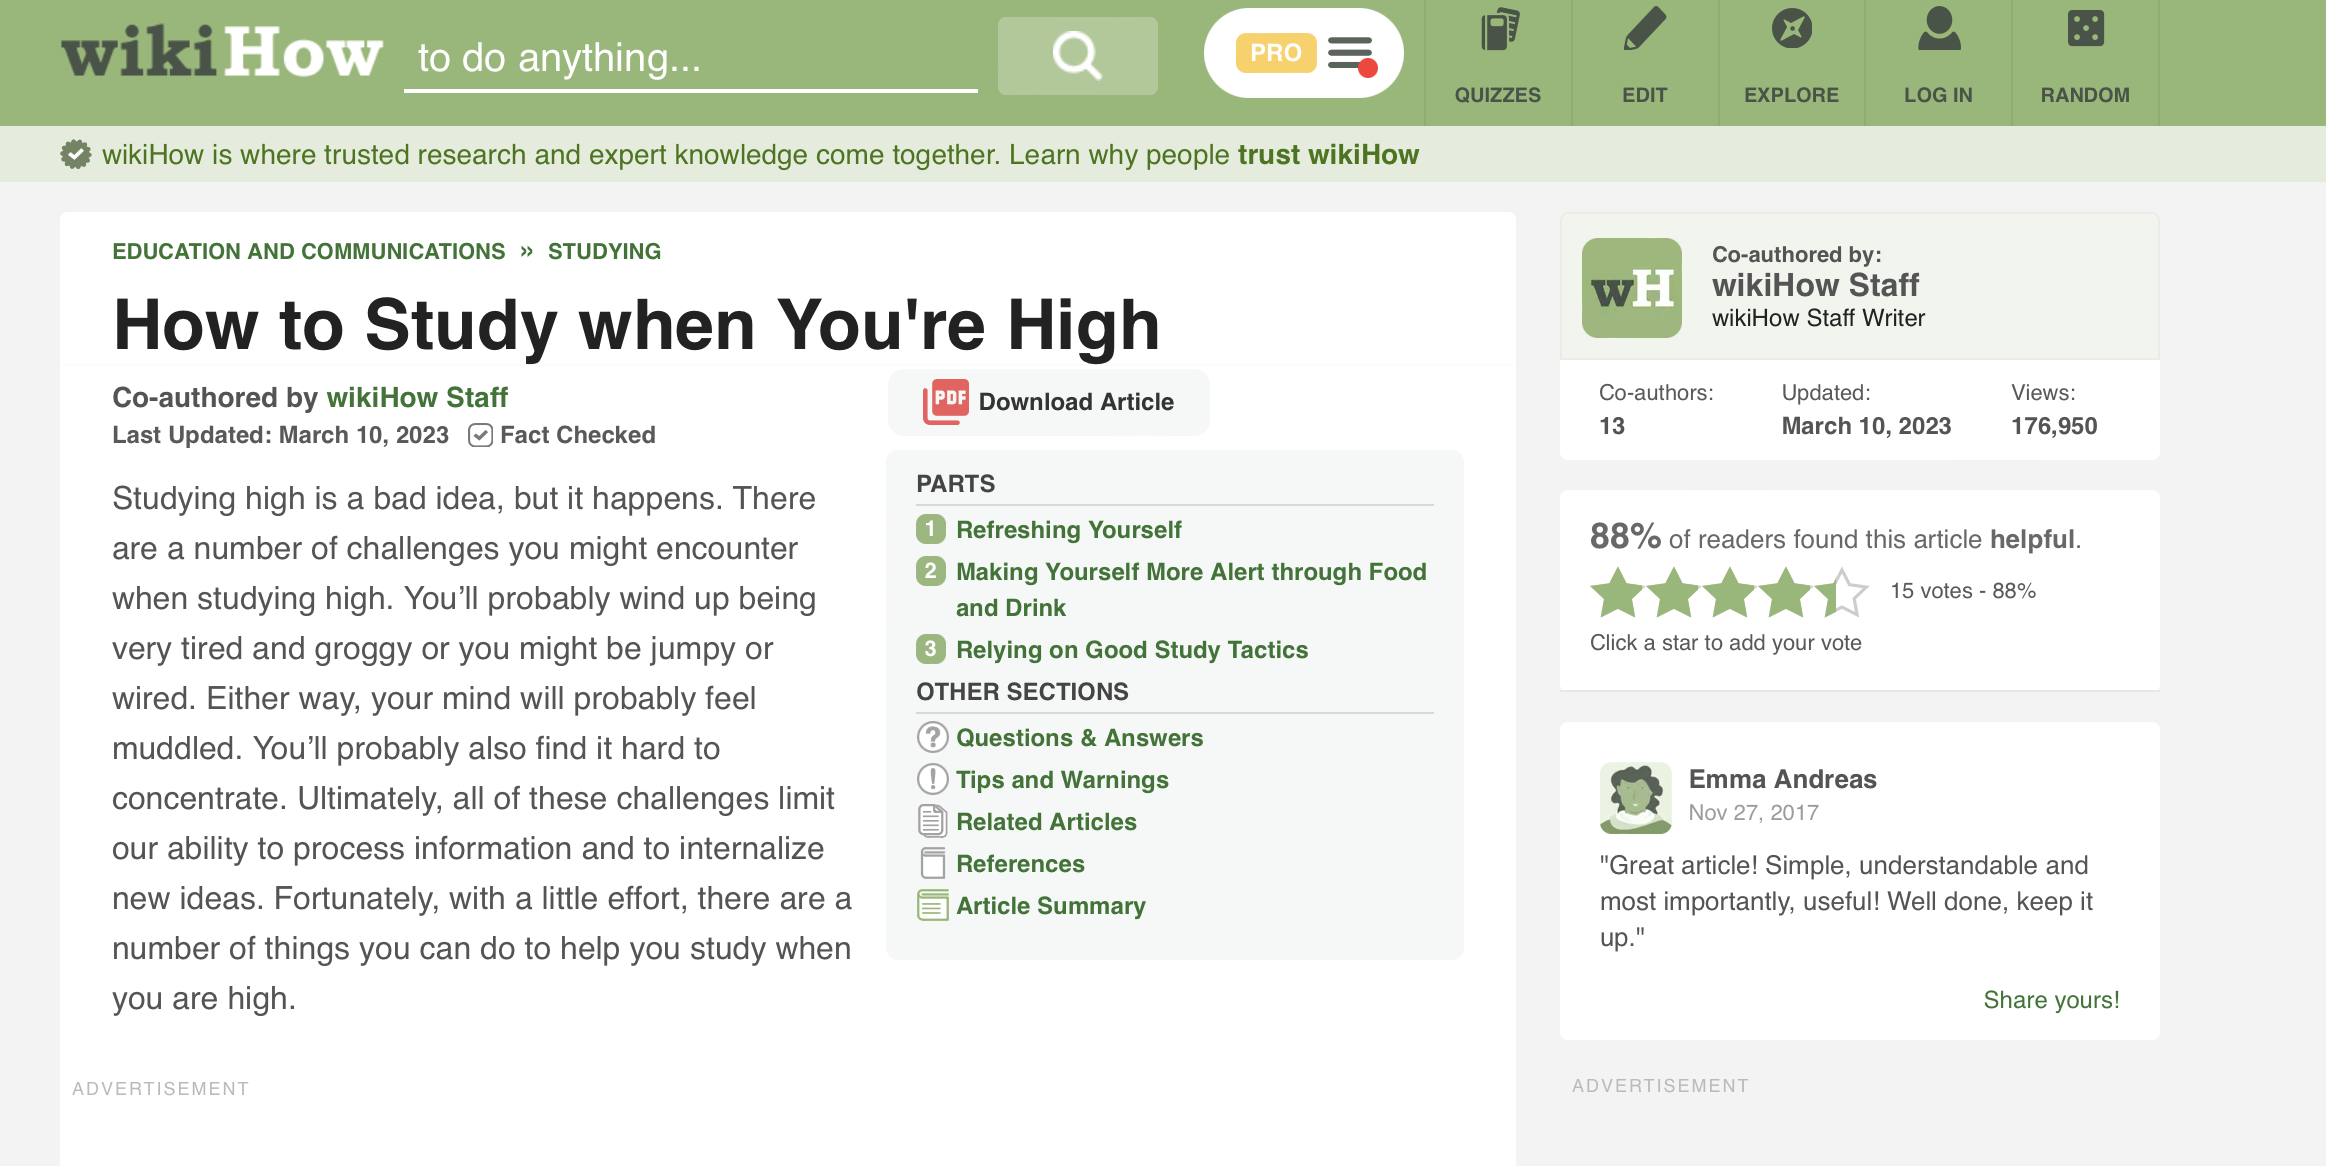 wikiHow to do anything...
PRO
QUIZZES
EDIT
EXPLORE
LOG IN
RANDOM
wikiHow is where trusted research and expert knowledge come together. Learn why people trust wikiHow
EDUCATION AND COMMUNICATIONS » STUDYING
How to Study when You're High
Co-authored by wikiHow Staff
Last Updated: March 10, 2023 Fact Checked
PDF Download Article
Studying high is a bad idea, but it happens. There
are a number of challenges you might encounter
when studying high. You’ll probably wind up being
very tired and groggy or you might be jumpy or
wired. Either way, your mind will probably feel
muddled. You’ll probably also find it hard to
concentrate. Ultimately, all of these challenges limit
our ability to process information and to internalize
new ideas. Fortunately, with a little effort, there are a
number of things you can do to help you study when
you are high.
PARTS
1 Refreshing Yourself
2 Making Yourself More Alert through Food
and Drink
3 Relying on Good Study Tactics
OTHER SECTIONS
? Questions & Answers
! Tips and Warnings
Related Articles
References
Article Summary
ADVERTISEMENT
wH
Co-authored by:
wikiHow Staff
wikiHow Staff Writer
Co-authors: Updated: Views:
13 March 10, 2023 176,950
88% of readers found this article helpful.
15 votes - 88%
Click a star to add your vote
Emma Andreas
Nov 27, 2017
"Great article! Simple, understandable and
most importantly, useful! Well done, keep it
up."
Share yours!
ADVERTISEMENT